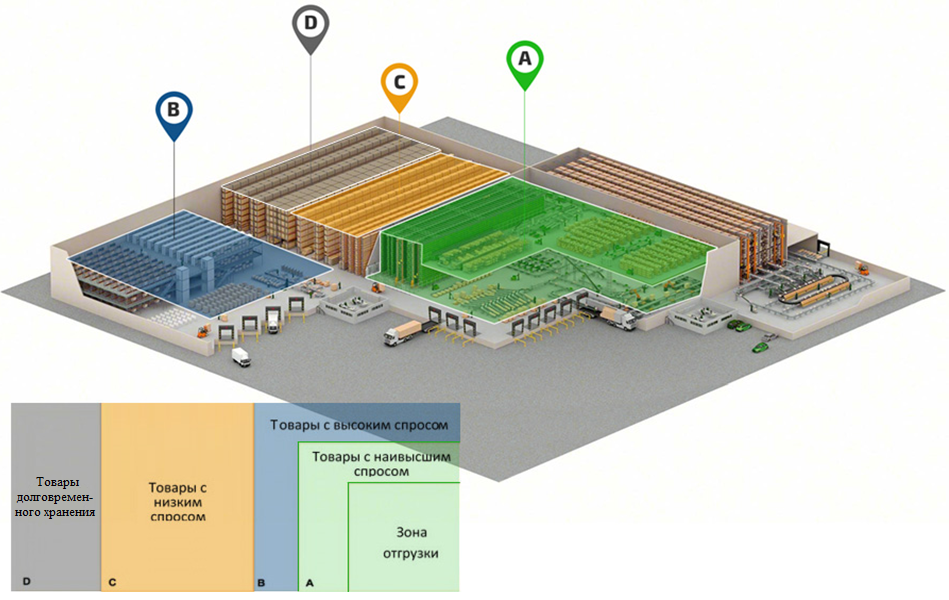 D
A
C
B
Товары с высоким спросом
Товары с наивысшим
спросом
Товары
долговремен-
ного хранения
Товары с
низким
спросом
Зона
отгрузки
D
C
B
A